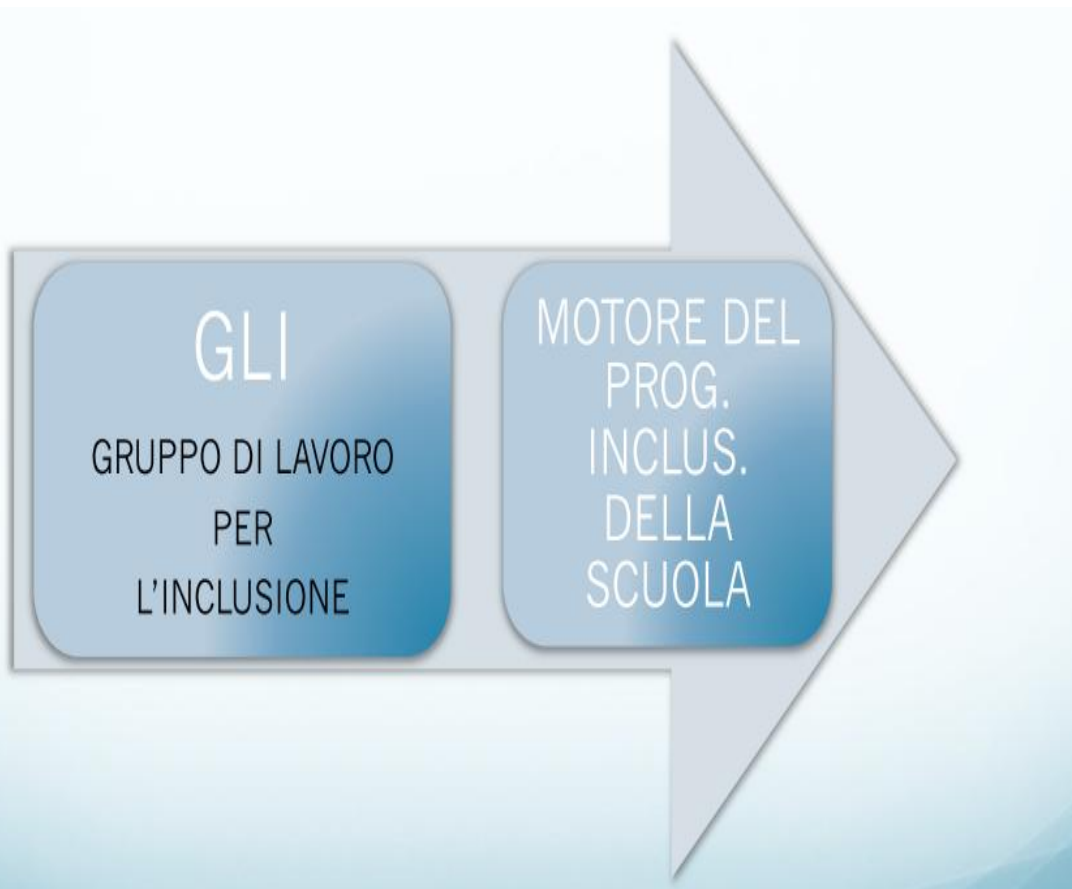 GLI
GRUPPO DI LAVORO
PER
L'INCLUSIONE
MOTORE DEL
PROG.
INCLUS.
DELLA
SCUOLA